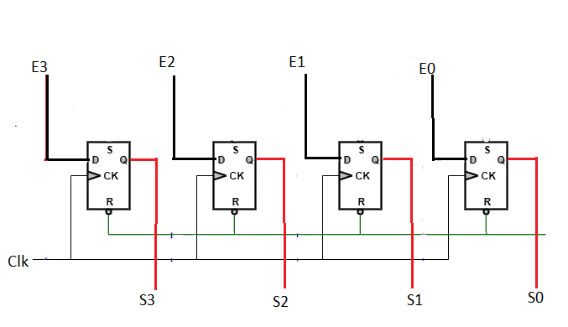 E3 E2 E1 E0
S S S S
D Q D Q D Q D Q
CK CK CK CK
R R R R
Clk
S3 S2 S1 S0